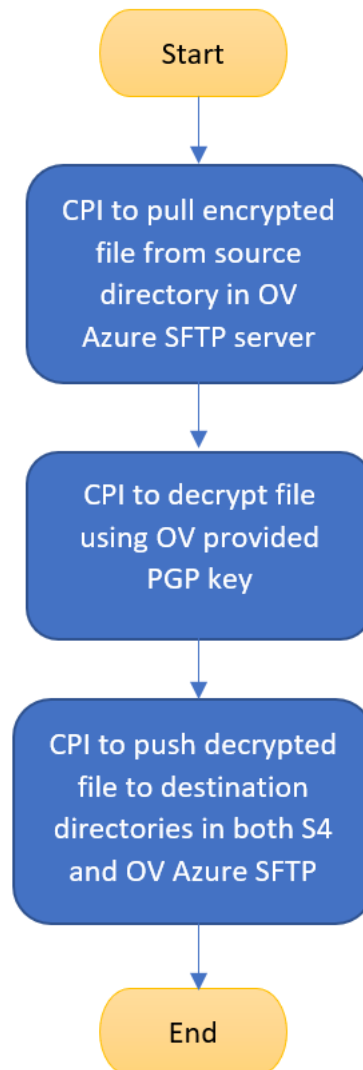 Start
CPI to pull encrypted
file from source
directory in OV
Azure SFTP server
CPI to decrypt file
using OV provided
PGP key
CPI to push decrypted
file to destination
directories in both S4
and OV Azure SFTP
End